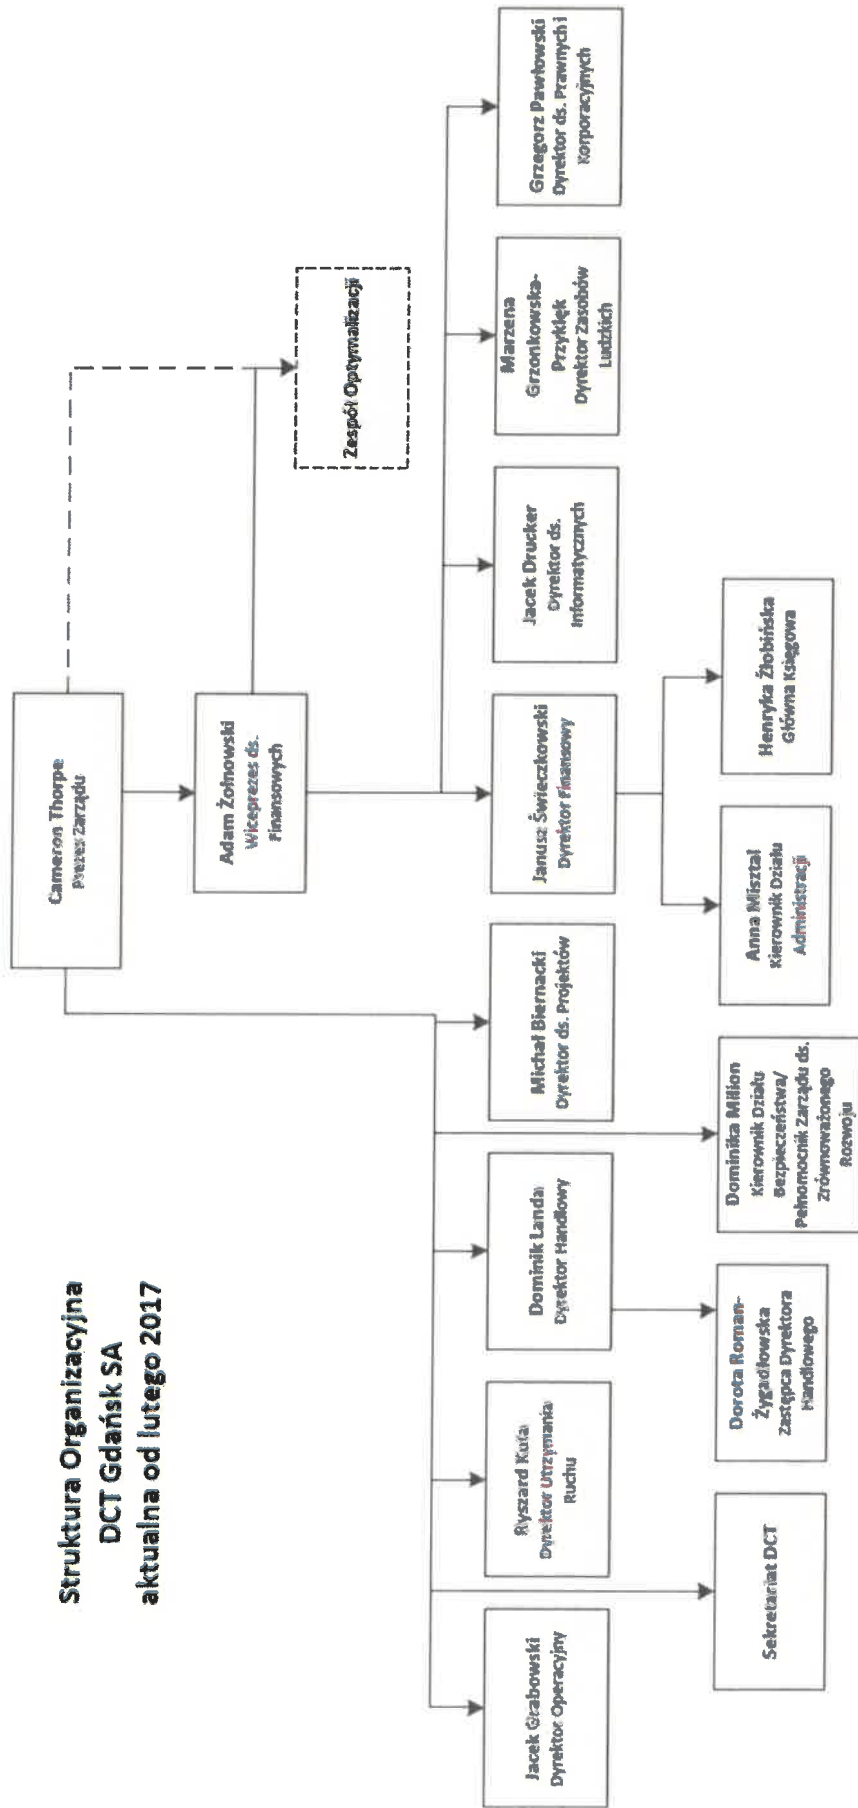 Struktura Organizacyjna
DCT Gdańsk SA
aktualna od lutego 2017
Cameron Thorpe
Prezes Zarządu
Adam Żołnowski
Wiceprezes ds.
Finansowych
Zespół Optymalizacji
Jacek Grabowski
Dyrektor Operacyjny
Ryszard Kuta
Dyrektor Utrzymania
Ruchu
Dominik Landa
Dyrektor Handlowy
Michał Biernacki
Dyrektor ds. Projektów
Janusz Świeczkowski
Dyrektor Finansowy
Jacek Drucker
Dyrektor ds.
Informatycznych
Marzena
Grzonkowska-
Przykłęk
Dyrektor Zasobów
Ludzkich
Grzegorz Pawłowski
Dyrektor ds. Prawnych i
Korporacyjnych
Sekretariat DCT
Dorota Roman-
Żygadłowska
Zastępca Dyrektora
Handlowego
Dominika Milion
Kierownik Działu
Bezpieczeństwa/
Pełnomocnik Zarządu ds.
Zrównoważonego
Rozwoju
Anna Misztal
Kierownik Działu
Administracji
Henryka Żłobińska
Główna Księgowa